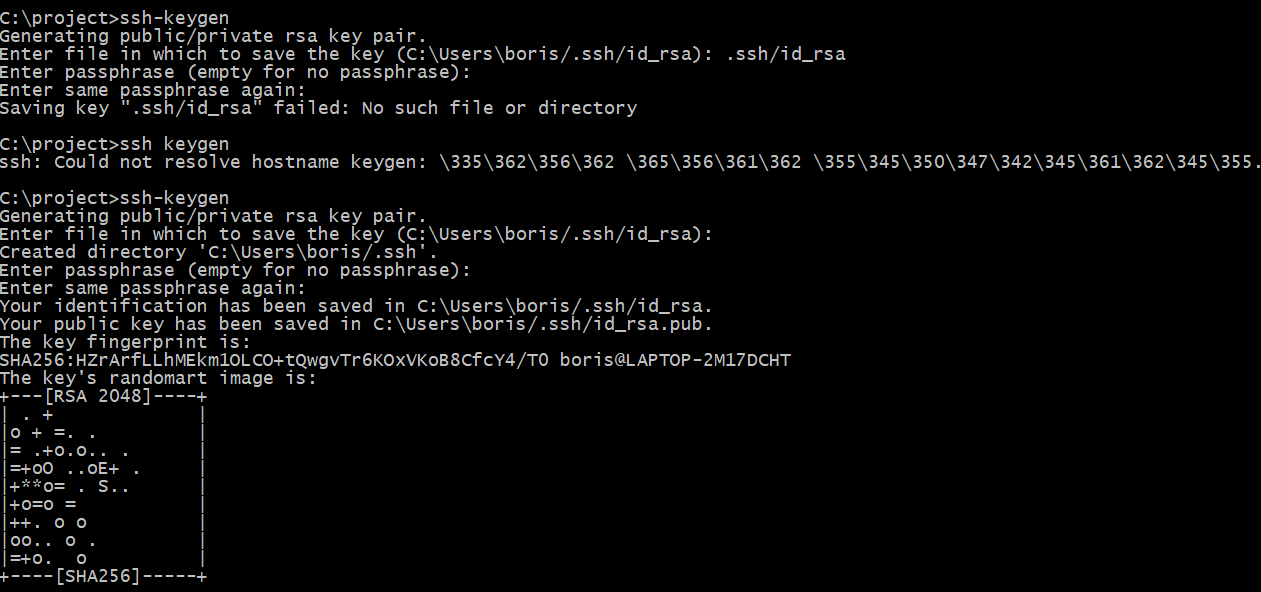 C:\project>ssh-keygen
Generating public/private rsa key pair.
Enter file in which to save the key (C:\Users\boris/.ssh/id_rsa): .ssh/id_rsa
Enter passphrase (empty for no passphrase):
Enter same passphrase again:
Saving key ".ssh/id_rsa" failed: No such file or directory
C:\project>ssh keygen
ssh: Could not resolve hostname keygen: \335\362\356\362 \365\356\361\362 \355\345\350\347\342\345\361\362\345\355.
C:\project>ssh-keygen
Generating public/private rsa key pair.
Enter file in which to save the key (C:\Users\boris/.ssh/id_rsa):
Created directory 'C:\Users\boris/.ssh'.
Enter passphrase (empty for no passphrase):
Enter same passphrase again:
Your identification has been saved in C:\Users\boris/.ssh/id_rsa.
Your public key has been saved in C:\Users\boris/.ssh/id_rsa.pub.
The key fingerprint is:
SHA256:HZrArfLLhMEkm1OLCO+tQwgvTr6KOxVKoB8CfcY4/T0 boris@LAPTOP-2M17DCHT
The key's randomart image is:
+---[RSA 2048]----+
| . +             |
|o + =. .         |
|= .+o.o.. .      |
|=+oO ..oE+ .     |
|+**o= . S..      |
|+o=o =           |
|++. o o          |
|oo.. o .         |
|=+o.  o          |
+----[SHA256]-----+